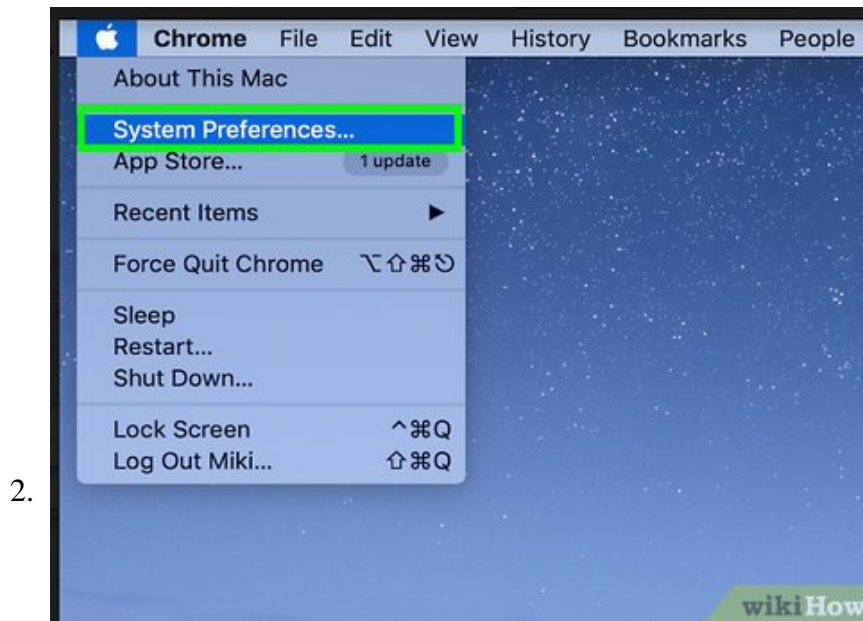 Chrome File Edit View History Bookmarks People
About This Mac
System Preferences...
App Store... 1 update
Recent Items ▶
Force Quit Chrome ⌥⇧⌘⎋
Sleep
Restart...
Shut Down...
Lock Screen ^⌘Q
Log Out Miki... ⇧⌘Q
2.
wikiHow